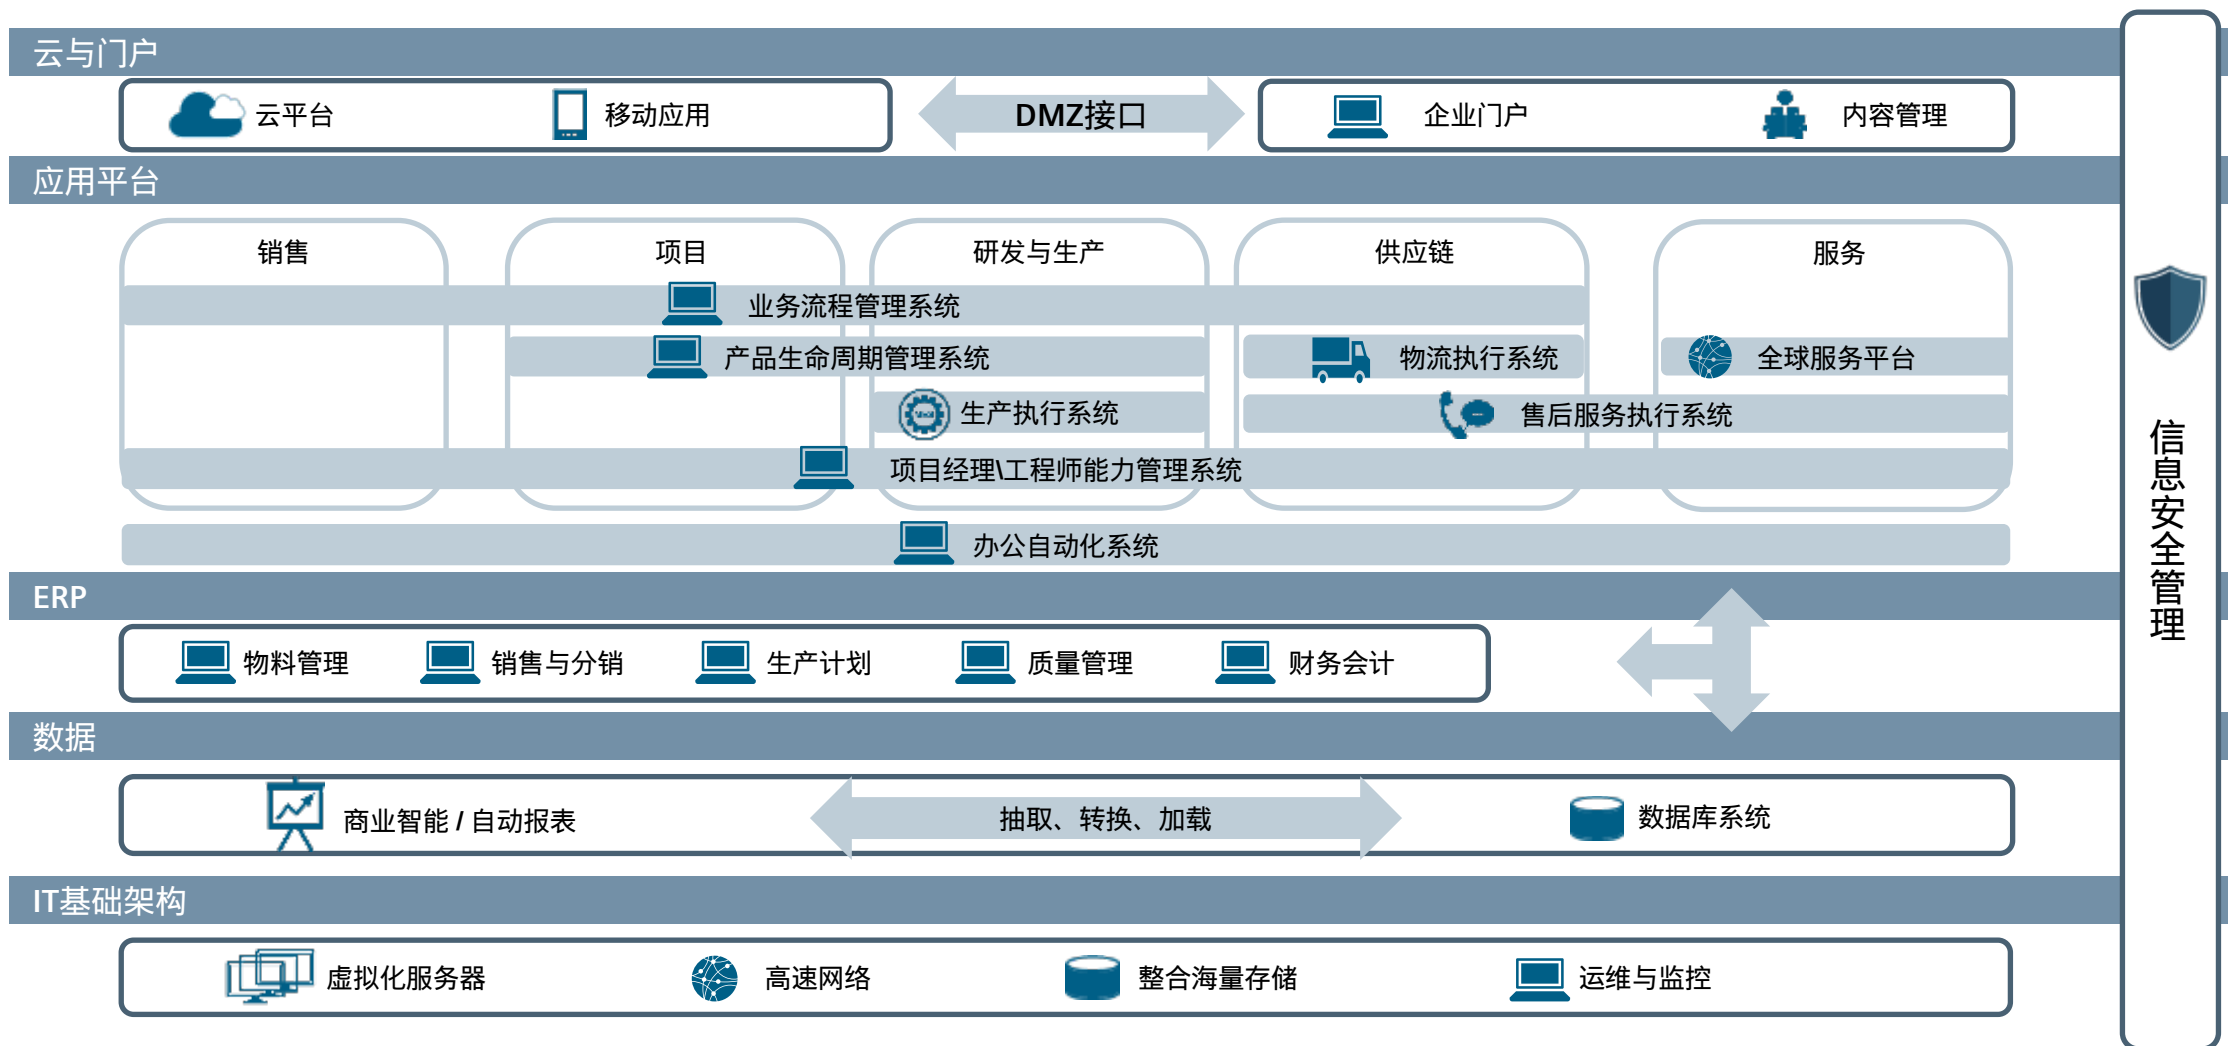 云与门户
云平台
移动应用
DMZ接口
企业门户
内容管理
应用平台
销售
项目
研发与生产
供应链
服务
业务流程管理系统
产品生命周期管理系统
物流执行系统
全球服务平台
生产执行系统
售后服务执行系统
项目经理\工程师能力管理系统
办公自动化系统
ERP
物料管理
销售与分销
生产计划
质量管理
财务会计
数据
商业智能 / 自动报表
抽取、转换、加载
数据库系统
IT基础架构
虚拟化服务器
高速网络
整合海量存储
运维与监控
信息安全管理